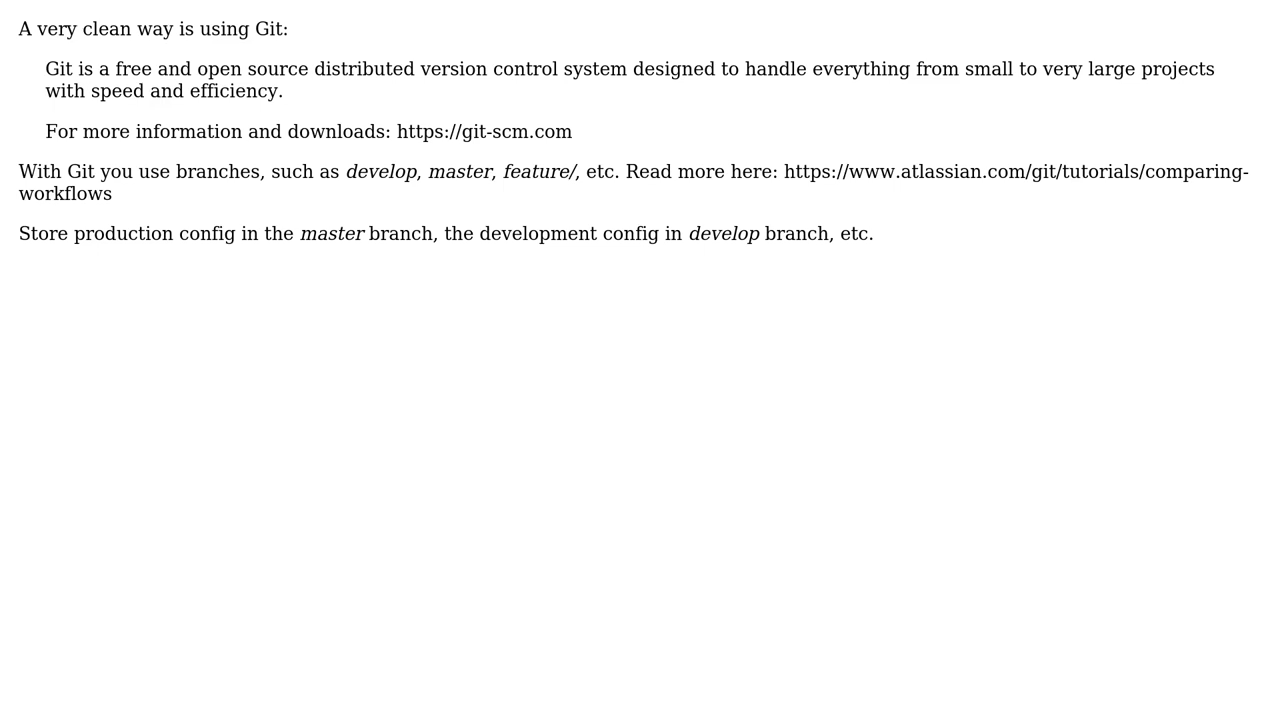 A very clean way is using Git:
Git is a free and open source distributed version control system designed to handle everything from small to very large projects
with speed and efficiency.
For more information and downloads: https://git-scm.com
With Git you use branches, such as develop, master, feature/, etc. Read more here: https://www.atlassian.com/git/tutorials/comparing-
workflows
Store production config in the master branch, the development config in develop branch, etc.